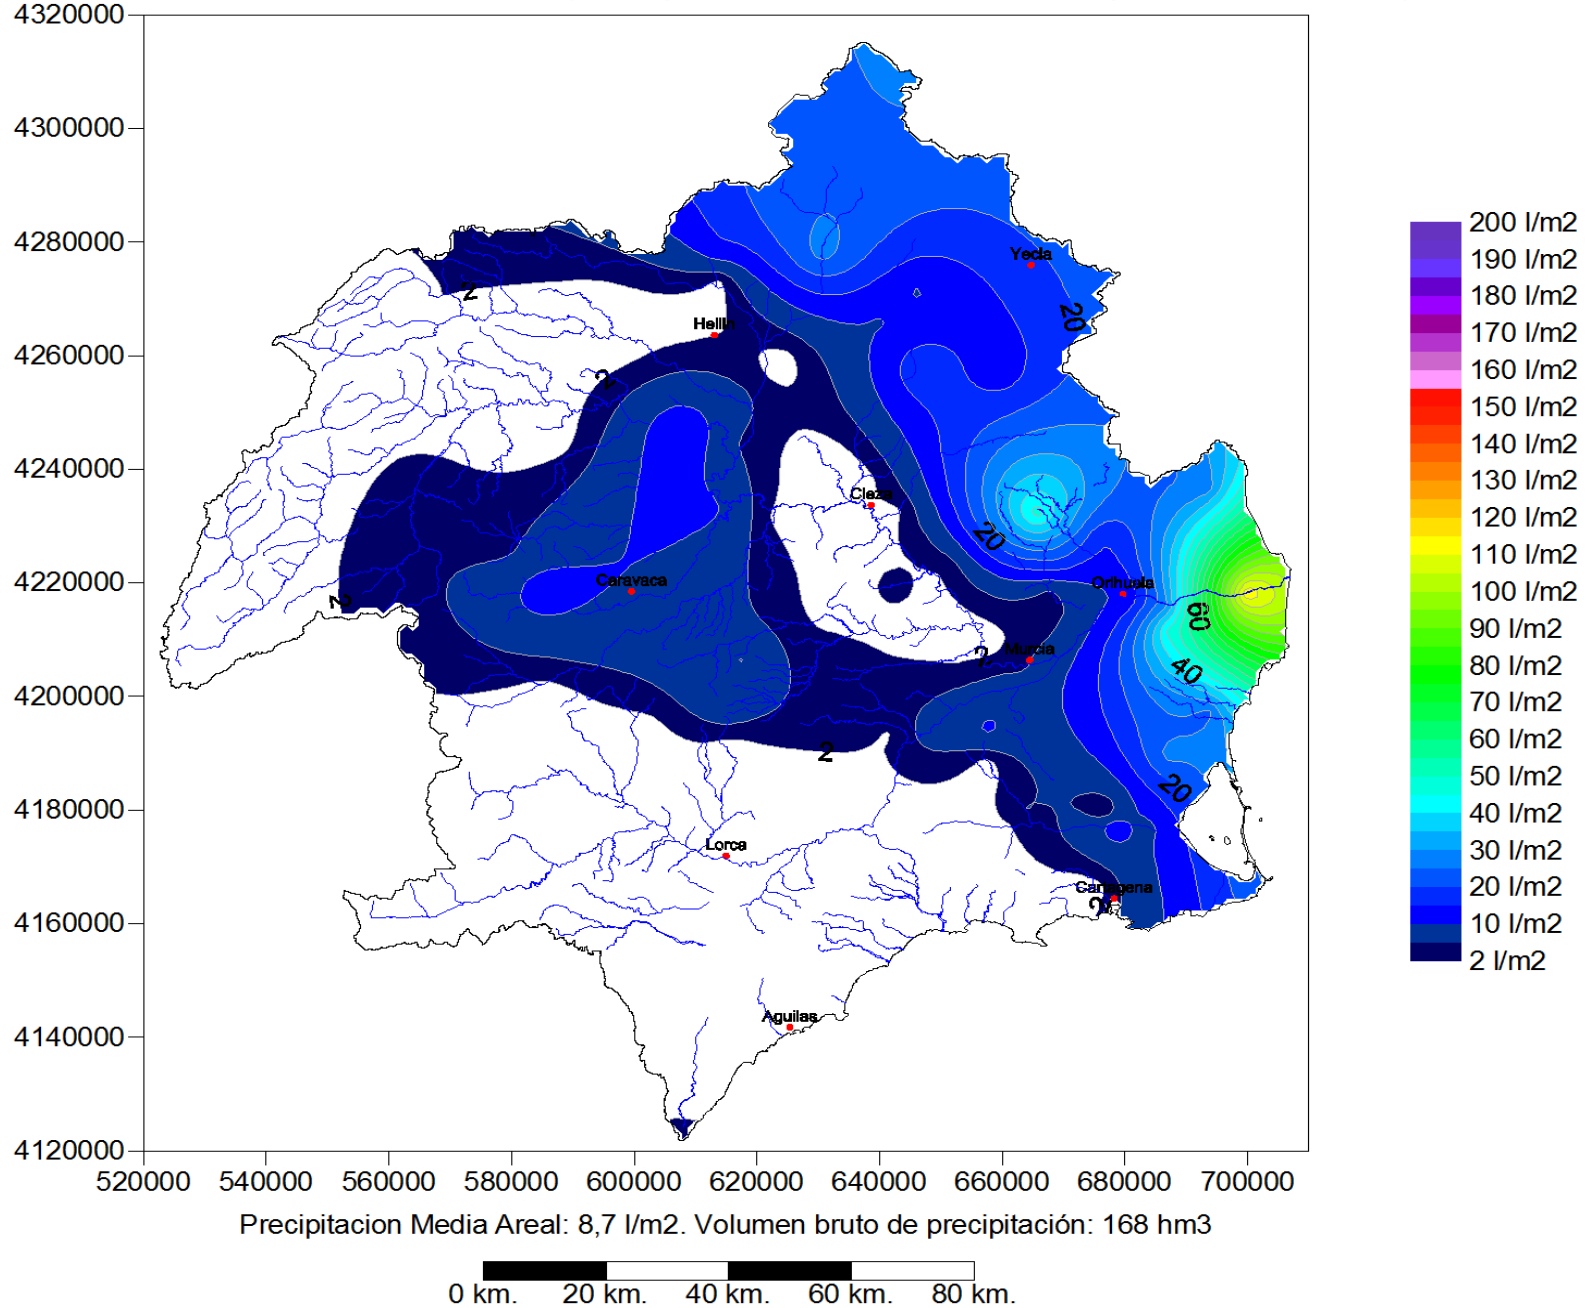 4320000
4300000
4280000
4260000
4240000
4220000
4200000
4180000
4160000
4140000
4120000
520000 540000 560000 580000 600000 620000 640000 660000 680000 700000
Yecla
20
2
Hellin
2
Cieza
20
Caravaca
Orihuela
2
60
Murcia
2
40
2
20
Lorca
Cartagena
2
Aguilas
200 l/m2
190 l/m2
180 l/m2
170 l/m2
160 l/m2
150 l/m2
140 l/m2
130 l/m2
120 l/m2
110 l/m2
100 l/m2
90 l/m2
80 l/m2
70 l/m2
60 l/m2
50 l/m2
40 l/m2
30 l/m2
20 l/m2
10 l/m2
2 l/m2
Precipitacion Media Areal: 8,7 l/m2. Volumen bruto de precipitación: 168 hm3
0 km. 20 km. 40 km. 60 km. 80 km.